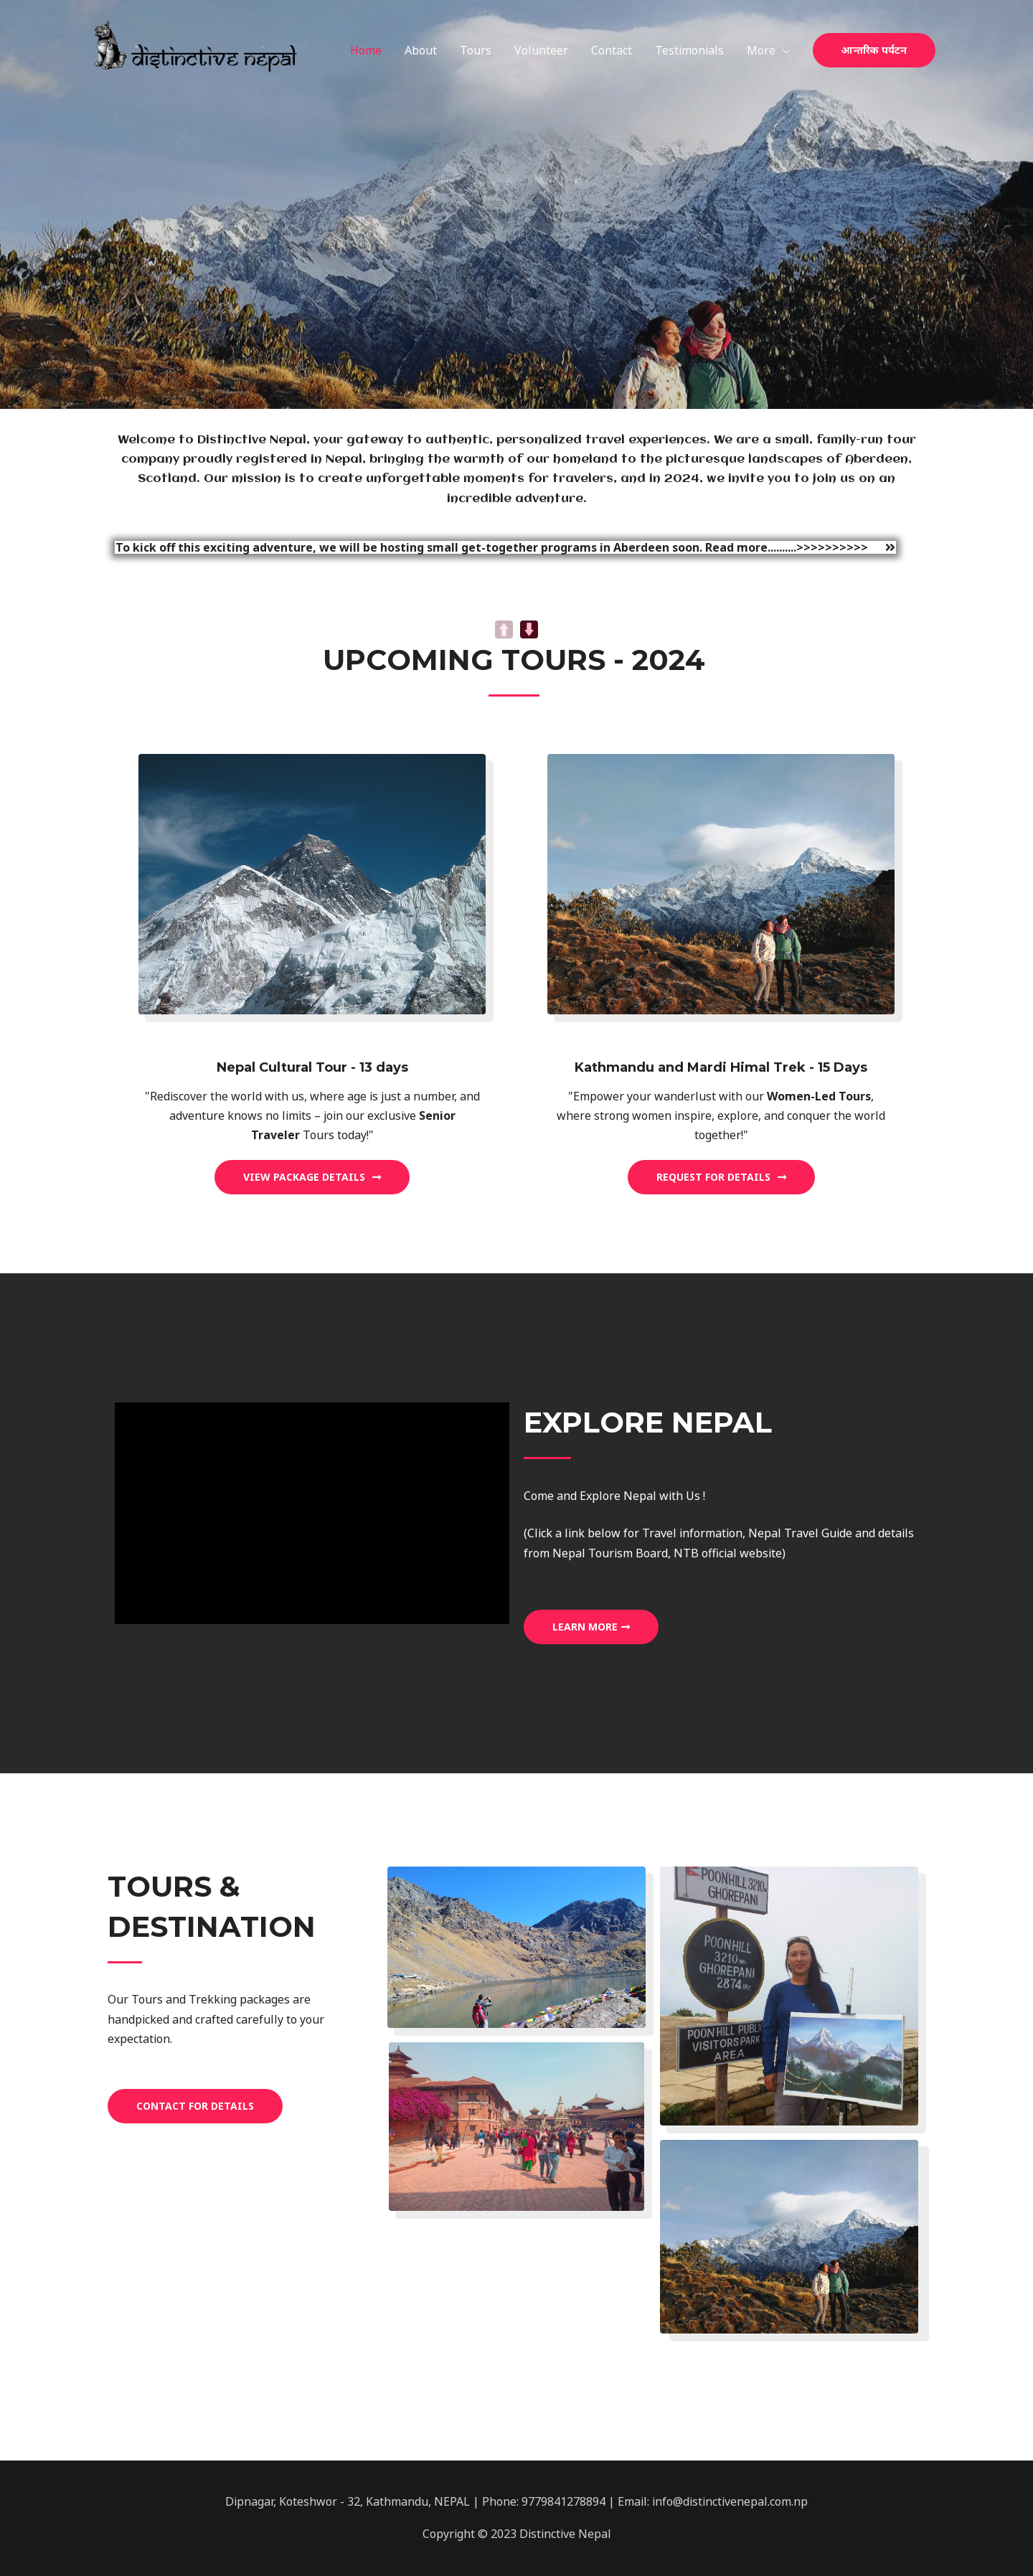 distinctive nepal
Home About Tours Volunteer Contact Testimonials More आन्तरिक पर्यटन
Welcome to Distinctive Nepal, your gateway to authentic, personalized travel experiences. We are a small, family-run tour
company proudly registered in Nepal, bringing the warmth of our homeland to the picturesque landscapes of Aberdeen,
Scotland. Our mission is to create unforgettable moments for travelers, and in 2024, we invite you to join us on an
incredible adventure.
To kick off this exciting adventure, we will be hosting small get-together programs in Aberdeen soon. Read more..........>>>>>>>>>> »
UPCOMING TOURS - 2024
Nepal Cultural Tour - 13 days
"Rediscover the world with us, where age is just a number, and
adventure knows no limits – join our exclusive Senior
Traveler Tours today!"
VIEW PACKAGE DETAILS
Kathmandu and Mardi Himal Trek - 15 Days
"Empower your wanderlust with our Women-Led Tours,
where strong women inspire, explore, and conquer the world
together!"
REQUEST FOR DETAILS
EXPLORE NEPAL
Come and Explore Nepal with Us !
(Click a link below for Travel information, Nepal Travel Guide and details
from Nepal Tourism Board, NTB official website)
LEARN MORE
TOURS &
DESTINATION
Our Tours and Trekking packages are
handpicked and crafted carefully to your
expectation.
CONTACT FOR DETAILS
POONHILL 3210M
GHOREPANI
POONHILL
3210 M
GHOREPANI
2874 M
POONHILL PUBLIC
VISITORS PARK
AREA
Dipnagar, Koteshwor - 32, Kathmandu, NEPAL | Phone: 9779841278894 | Email: info@distinctivenepal.com.np
Copyright © 2023 Distinctive Nepal